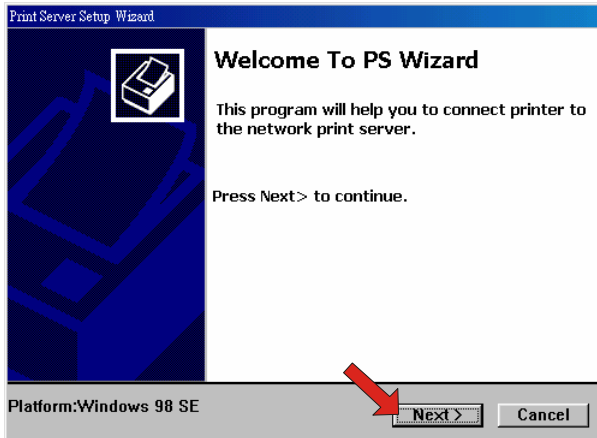 Print Server Setup Wizard
Welcome To PS Wizard
This program will help you to connect printer to
the network print server.
Press Next> to continue.
Platform:Windows 98 SE
Next >
Cancel